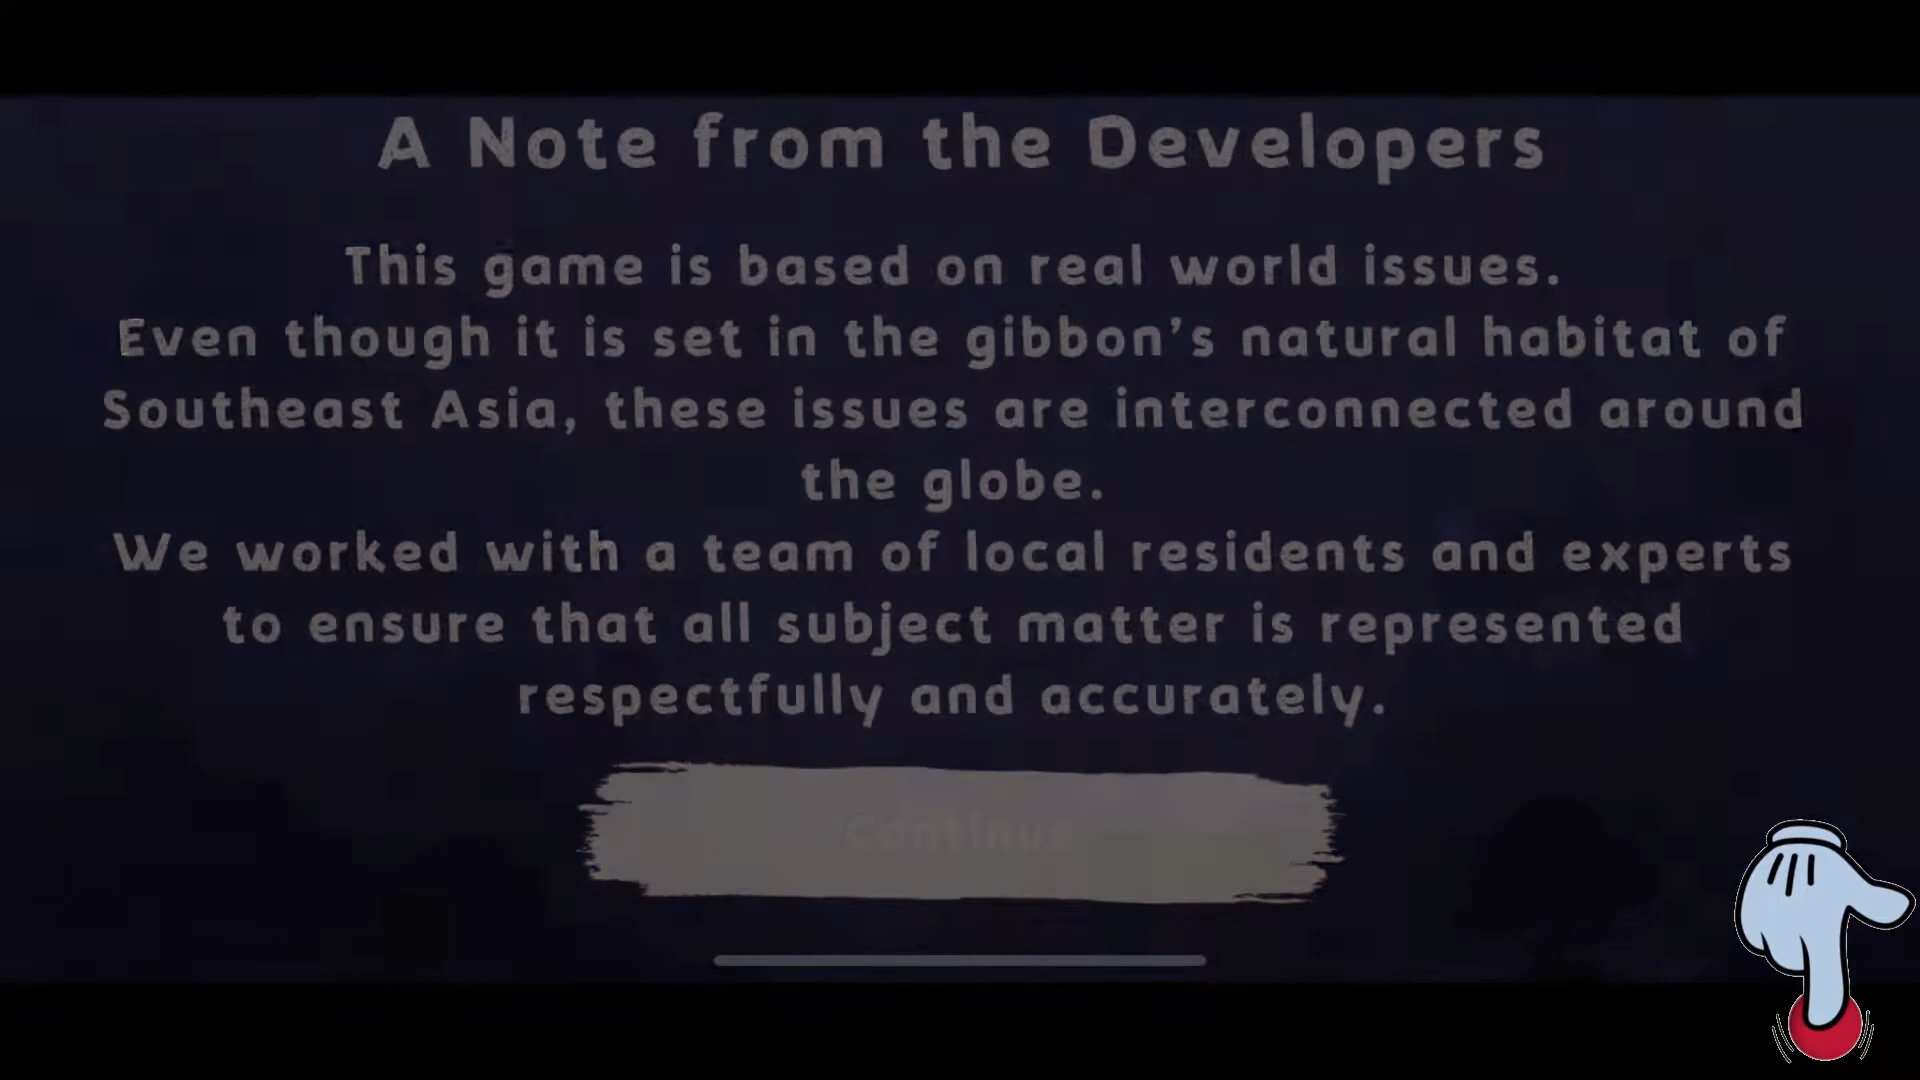 A Note from the Developers
This game is based on real world issues.
Even though it is set in the gibbon's natural habitat of
Southeast Asia, these issues are interconnected around
the globe.
We worked with a team of local residents and experts
to ensure that all subject matter is represented
respectfully and accurately.
Continue